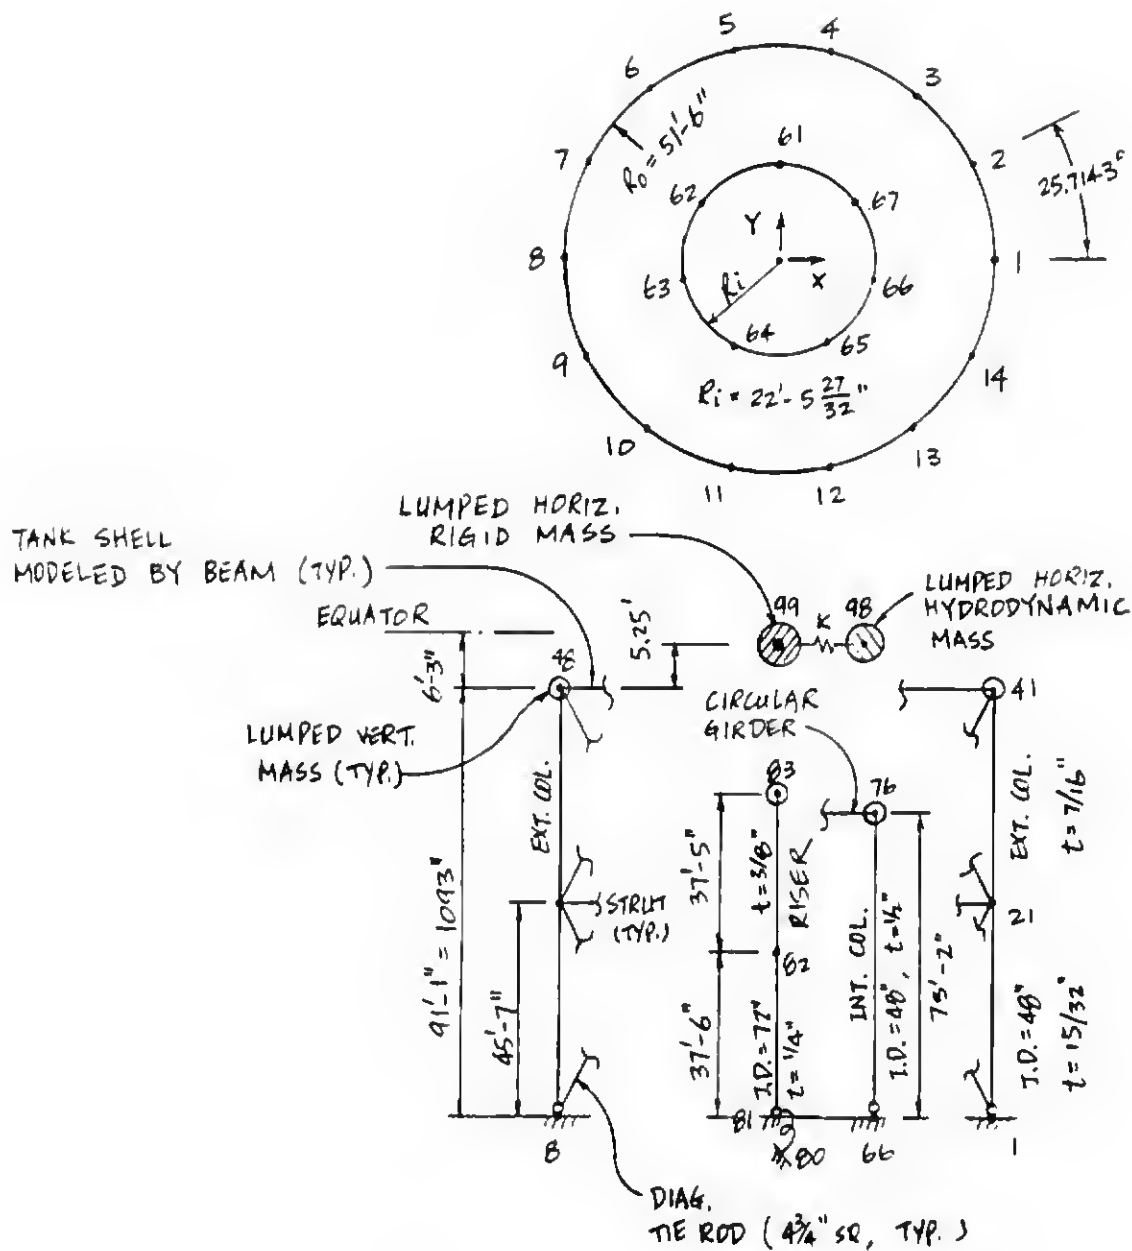 5
4
6
3
61
7
R₀ = 51'-6"
2
25.7143°
62
67
Y
8
X
1
63
Ri
66
64
65
9
14
Ri = 22'-5 27/32"
10
13
11
12
LUMPED HORIZ.
RIGID MASS
TANK SHELL
MODELED BY BEAM (TYP.)
EQUATOR
99
K
98
LUMPED HORIZ.
HYDRODYNAMIC
MASS
6'-3"
5.25'
48
41
CIRCULAR
GIRDER
LUMPED VERT.
MASS (TYP.)
83
76
EXT. COL.
EXT. COL.
t = 7/16"
37'-5"
t = 3/8"
RISER
STRUT
(TYP.)
21
91'-1" = 1093"
45'-7"
82
37'-6"
I.D. = 72"
t = 1/4"
INT. COL.
I.D. = 48", t = 1/2"
73'-2"
I.D. = 48"
t = 15/32"
8
81
80
66
1
DIAG.
TIE ROD (4¾" SQ, TYP.)